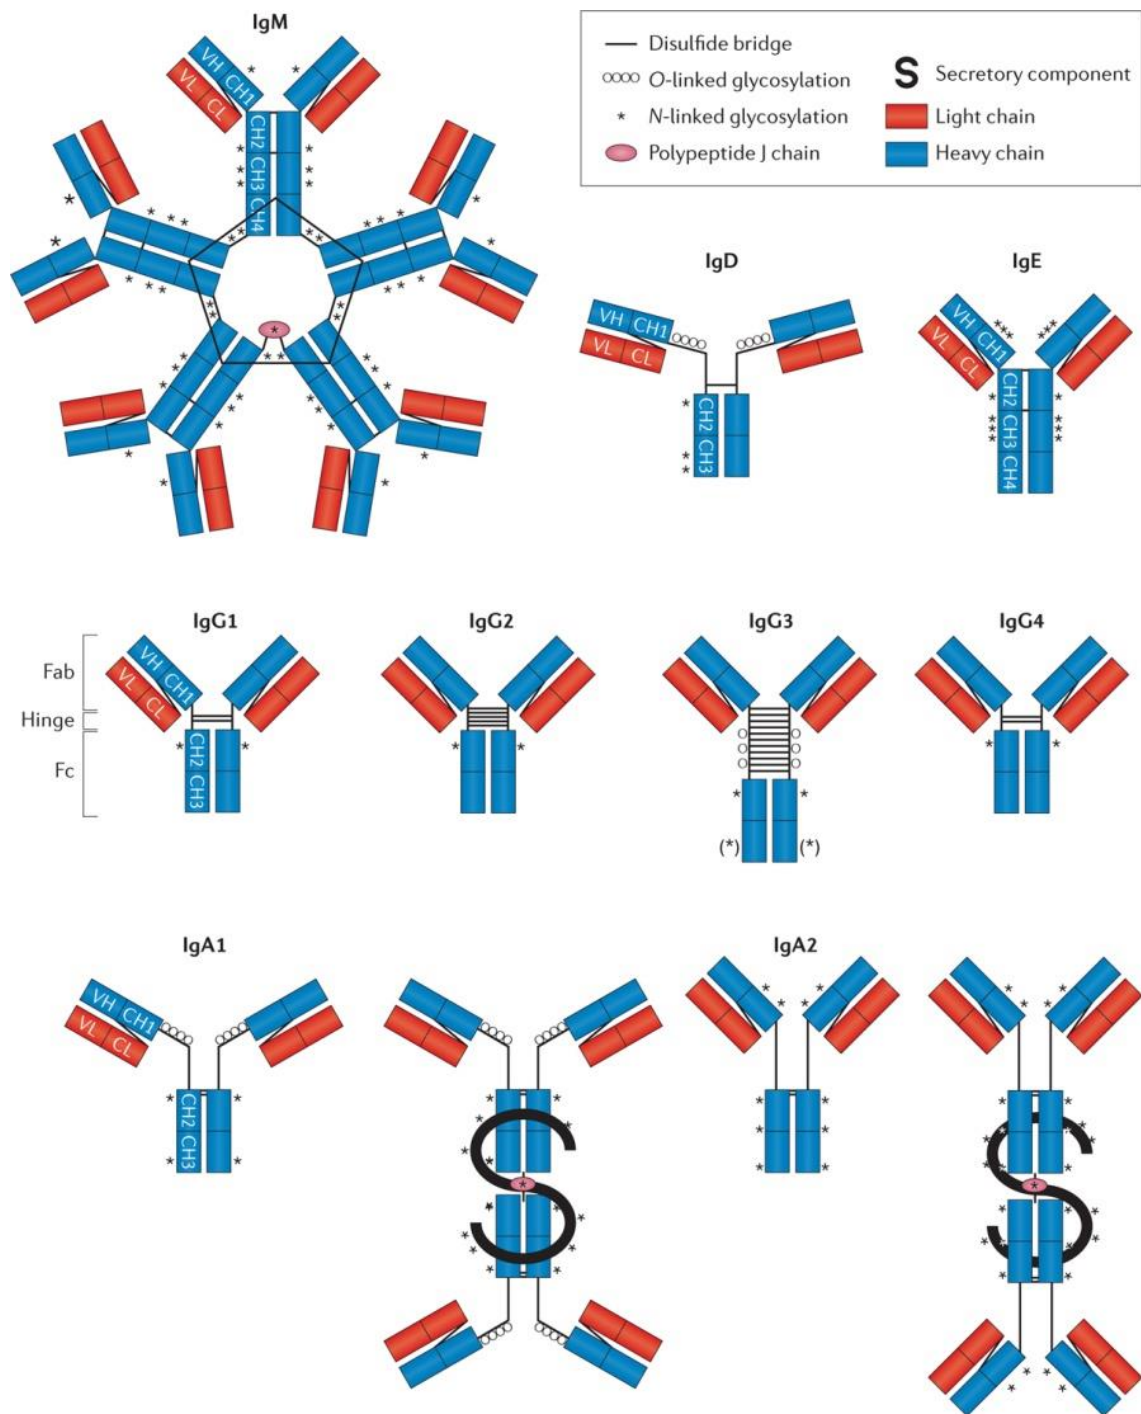 IgM
VH CH1
VL CL
CH2 CH3 CH4
Disulfide bridge
O-linked glycosylation
* N-linked glycosylation
Polypeptide J chain
S Secretory component
Light chain
Heavy chain
IgD
VH CH1
VL CL
CH2 CH3
IgE
VH CH1
VL CL
CH2 CH3 CH4
IgG1
IgG2
IgG3
IgG4
Fab
Hinge
Fc
VH CH1
VL CL
CH2 CH3
(*) (*)
IgA1
IgA2
VH CH1
VL CL
CH2 CH3